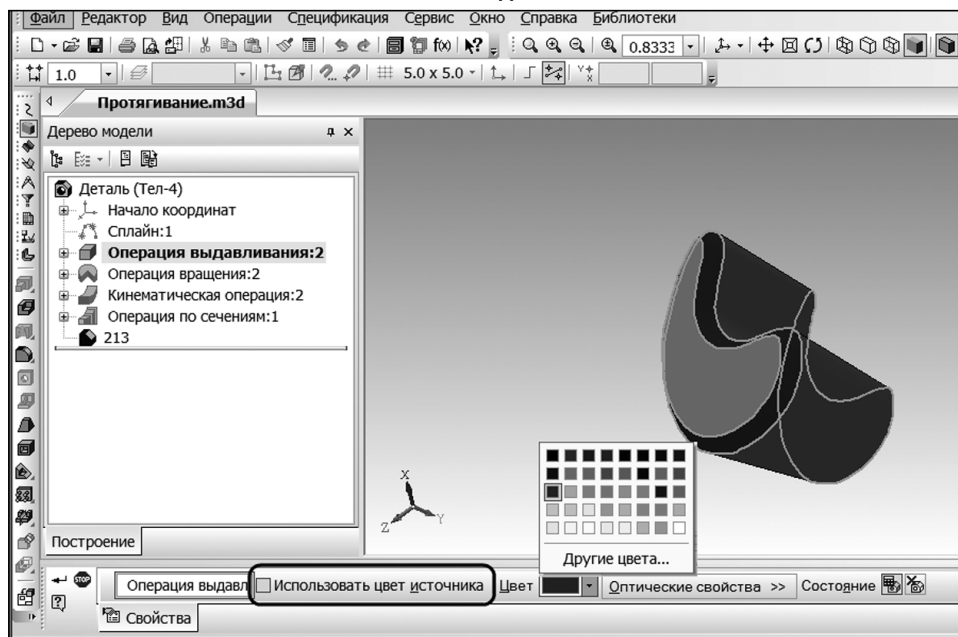 Файл Редактор Вид Операции Спецификация Сервис Окно Справка Библиотеки
0.8333
1.0 5.0 x 5.0
Протягивание.m3d
Дерево модели
Деталь (Тел-4)
Начало координат
Сплайн:1
Операция выдавливания:2
Операция вращения:2
Кинематическая операция:2
Операция по сечениям:1
213
X
Z Y
Построение
Другие цвета...
Операция выдавл Использовать цвет источника Цвет Оптические свойства >> Состояние
Свойства